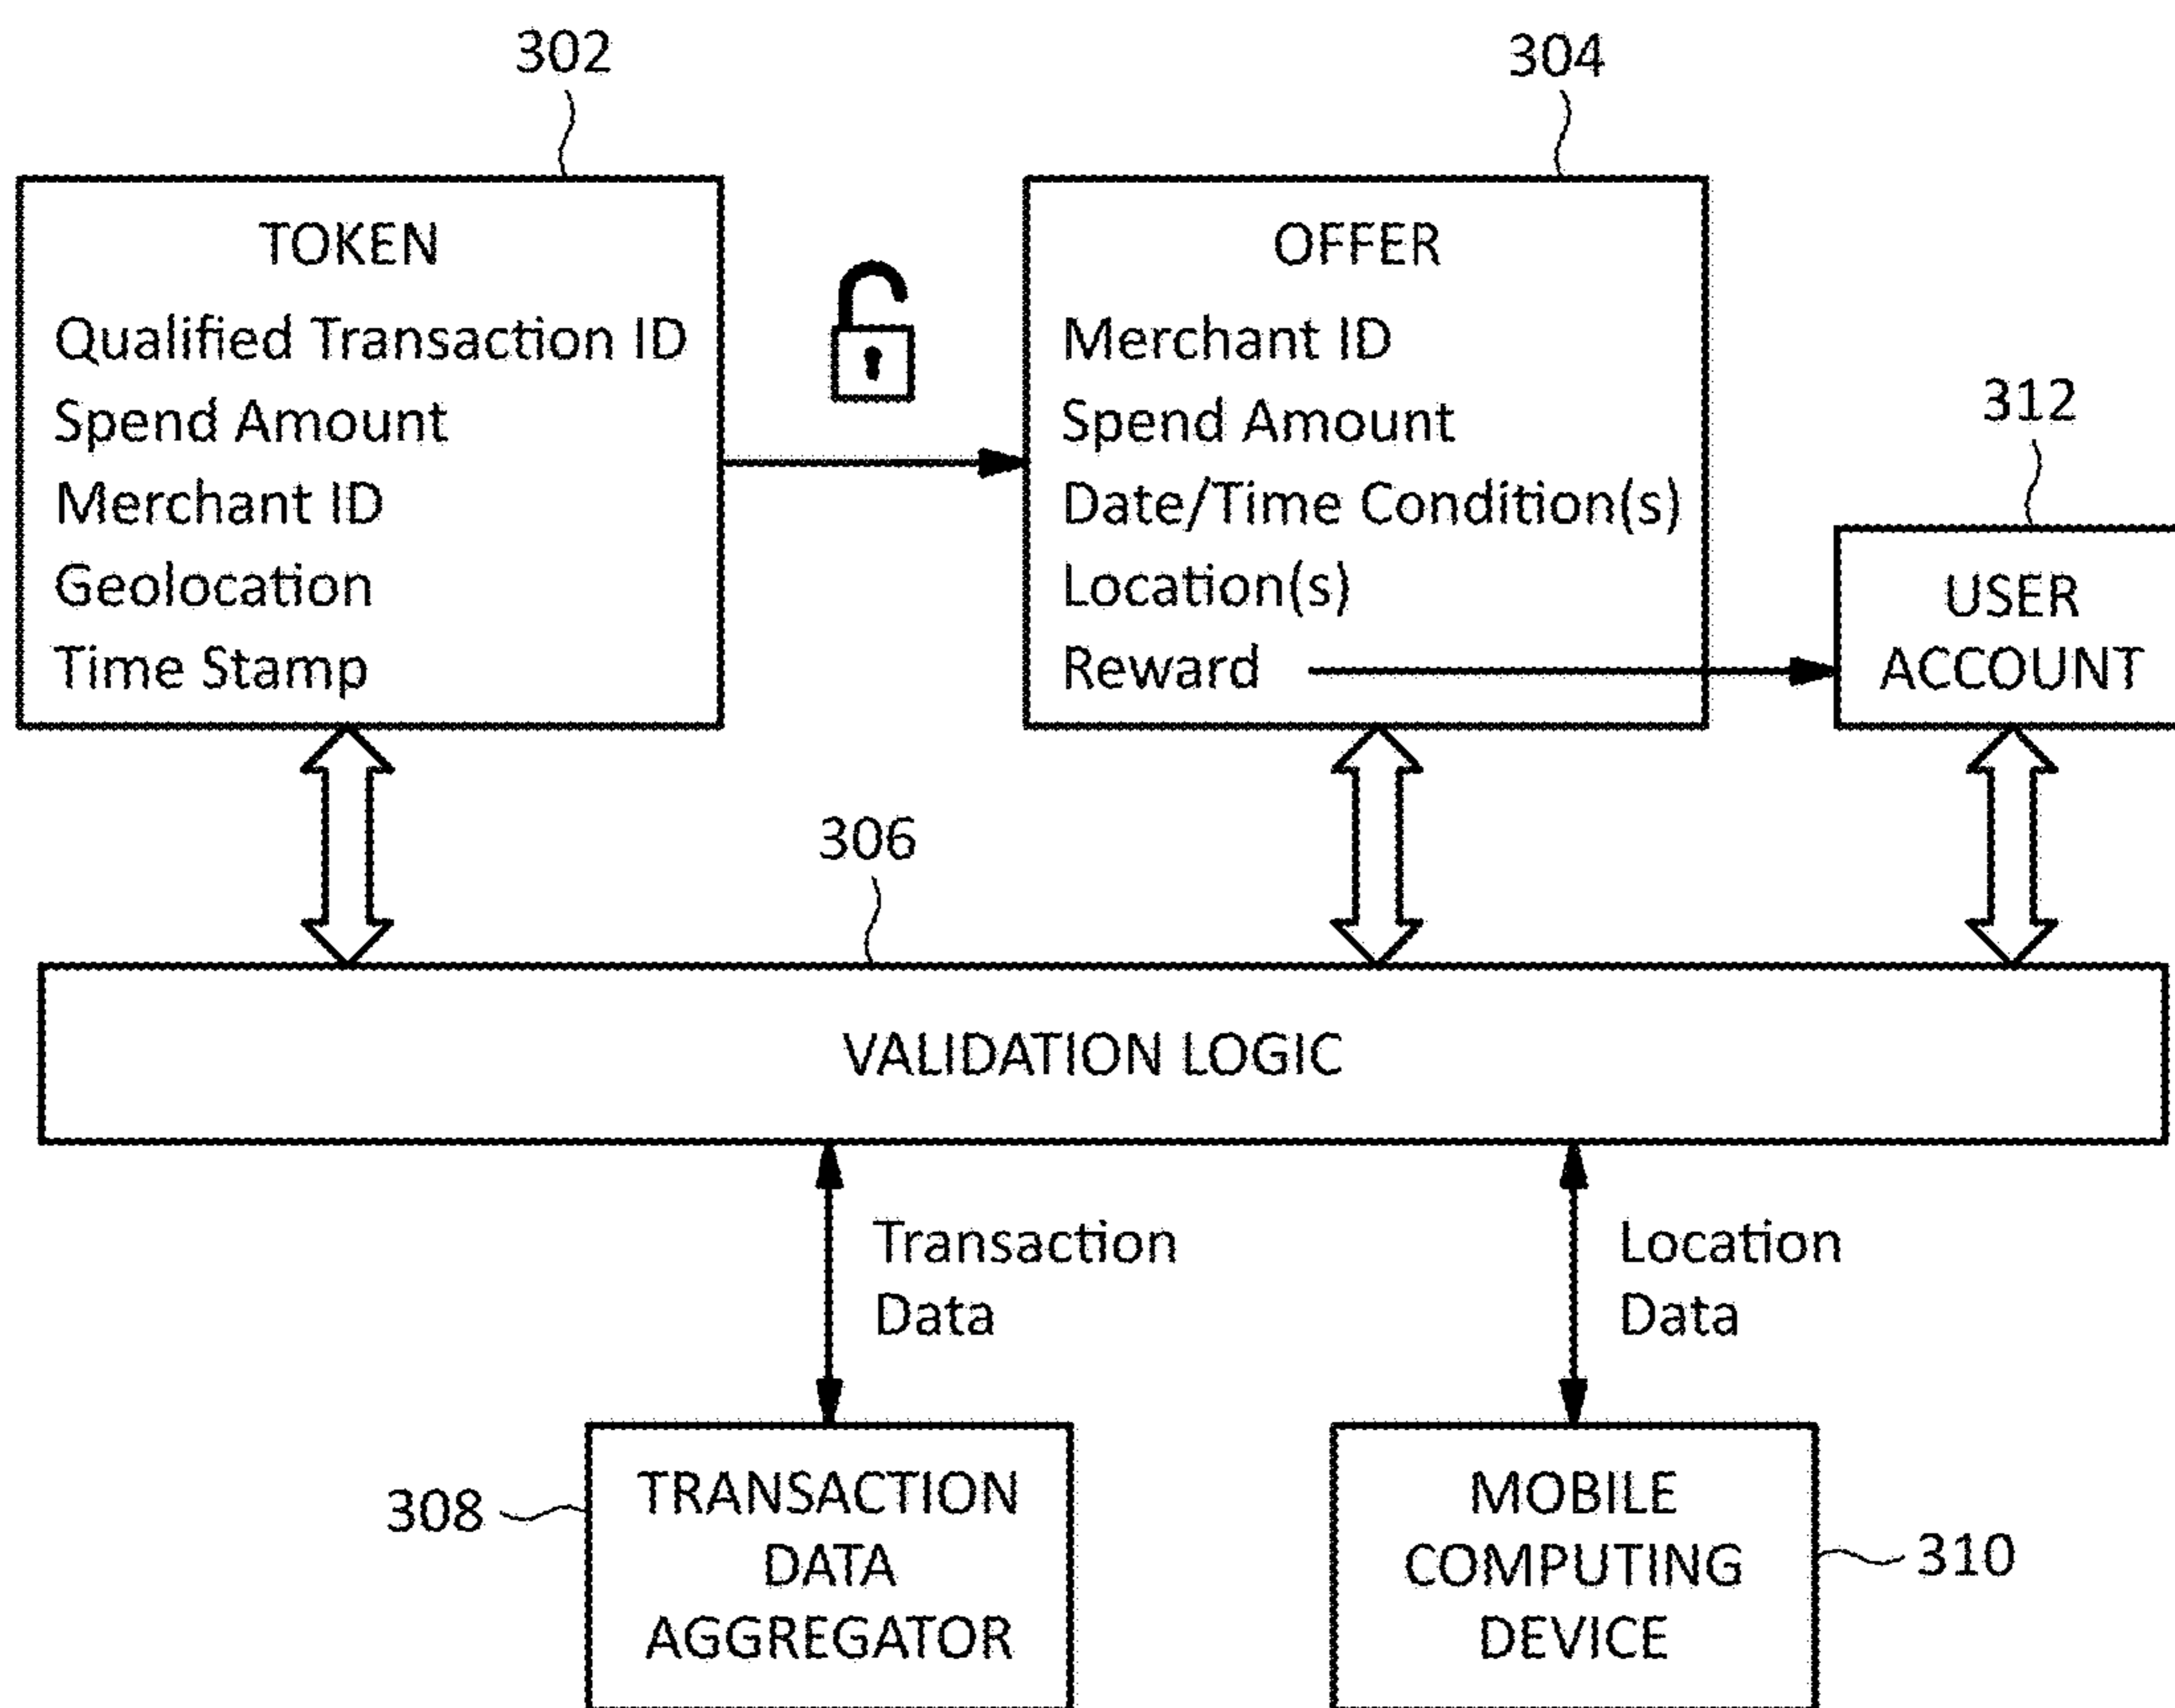 302
304
TOKEN
Qualified Transaction ID
Spend Amount
Merchant ID
Geolocation
Time Stamp
OFFER
Merchant ID
Spend Amount
Date/Time Condition(s)
Location(s)
Reward
312
USER
ACCOUNT
306
VALIDATION LOGIC
Transaction
Data
Location
Data
308
TRANSACTION
DATA
AGGREGATOR
MOBILE
COMPUTING
DEVICE
310